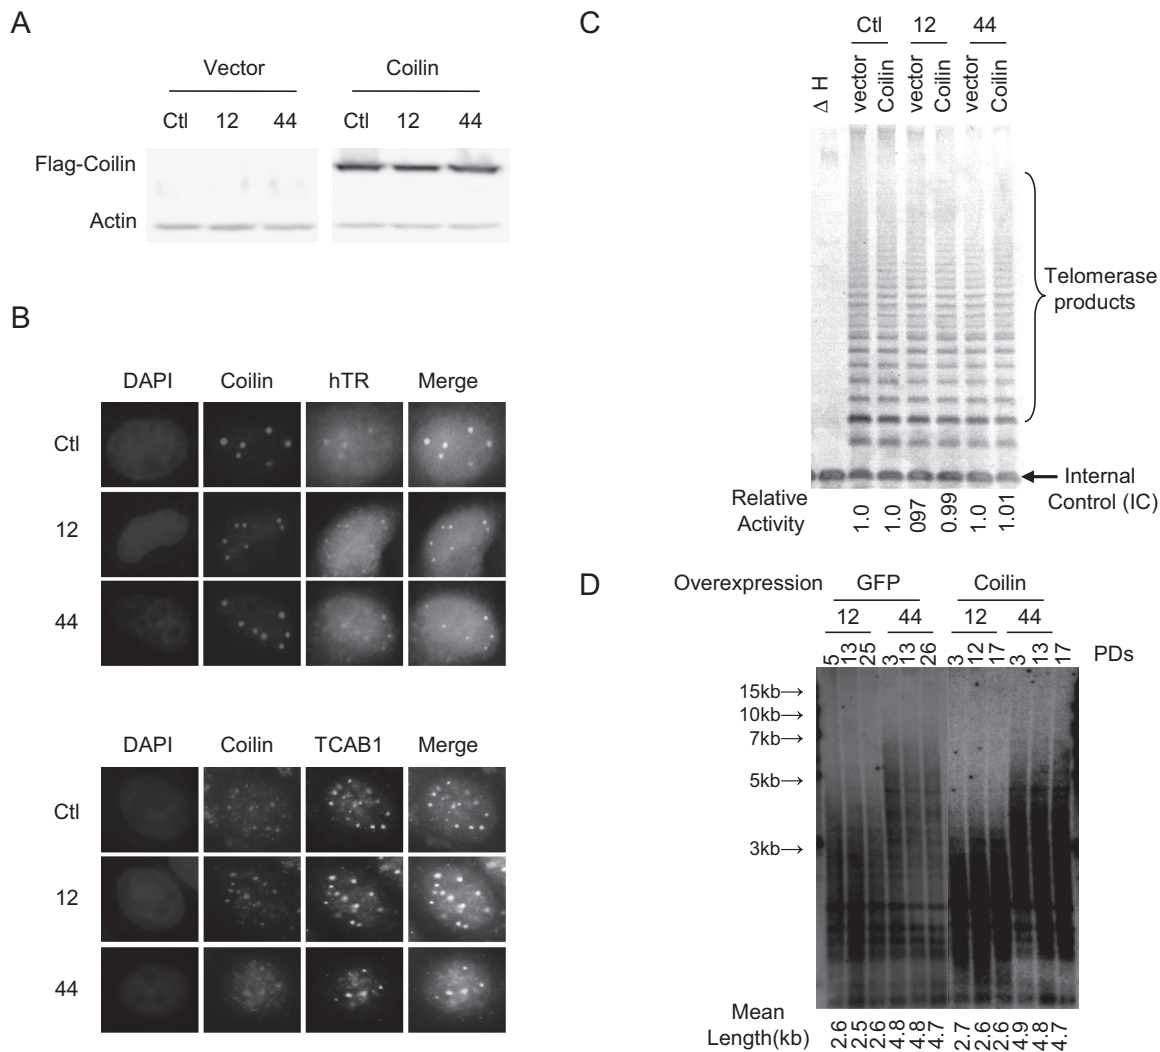 A
Vector Coilin
Ctl 12 44 Ctl 12 44
Flag-Coilin
Actin
B
DAPI Coilin hTR Merge
Ctl
12
44
DAPI Coilin TCAB1 Merge
Ctl
12
44
C
Ctl 12 44
Δ H vector Coilin vector Coilin vector Coilin
Telomerase
products
Internal
Control (IC)
Relative
Activity
1.0 1.0 097 0.99 1.0 1.01
D
Overexpression GFP Coilin
12 44 12 44
5 13 25 3 13 26 3 12 17 3 13 17 PDs
15kb→
10kb→
7kb→
5kb→
3kb→
Mean
Length(kb)
2.6 2.5 2.6 4.8 4.8 4.7 2.7 2.6 2.6 4.9 4.8 4.7